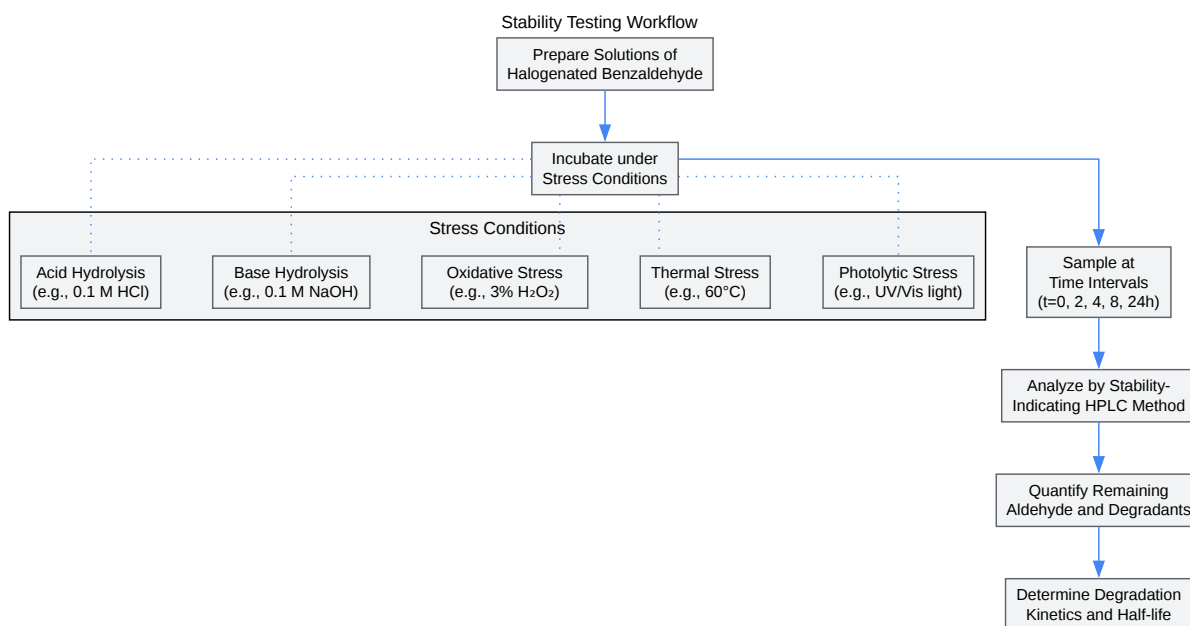 Stability Testing Workflow
Prepare Solutions of
Halogenated Benzaldehyde
Incubate under
Stress Conditions
Stress Conditions
Acid Hydrolysis
(e.g., 0.1 M HCl)
Base Hydrolysis
(e.g., 0.1 M NaOH)
Oxidative Stress
(e.g., 3% H₂O₂)
Thermal Stress
(e.g., 60°C)
Photolytic Stress
(e.g., UV/Vis light)
Sample at
Time Intervals
(t=0, 2, 4, 8, 24h)
Analyze by Stability-
Indicating HPLC Method
Quantify Remaining
Aldehyde and Degradants
Determine Degradation
Kinetics and Half-life